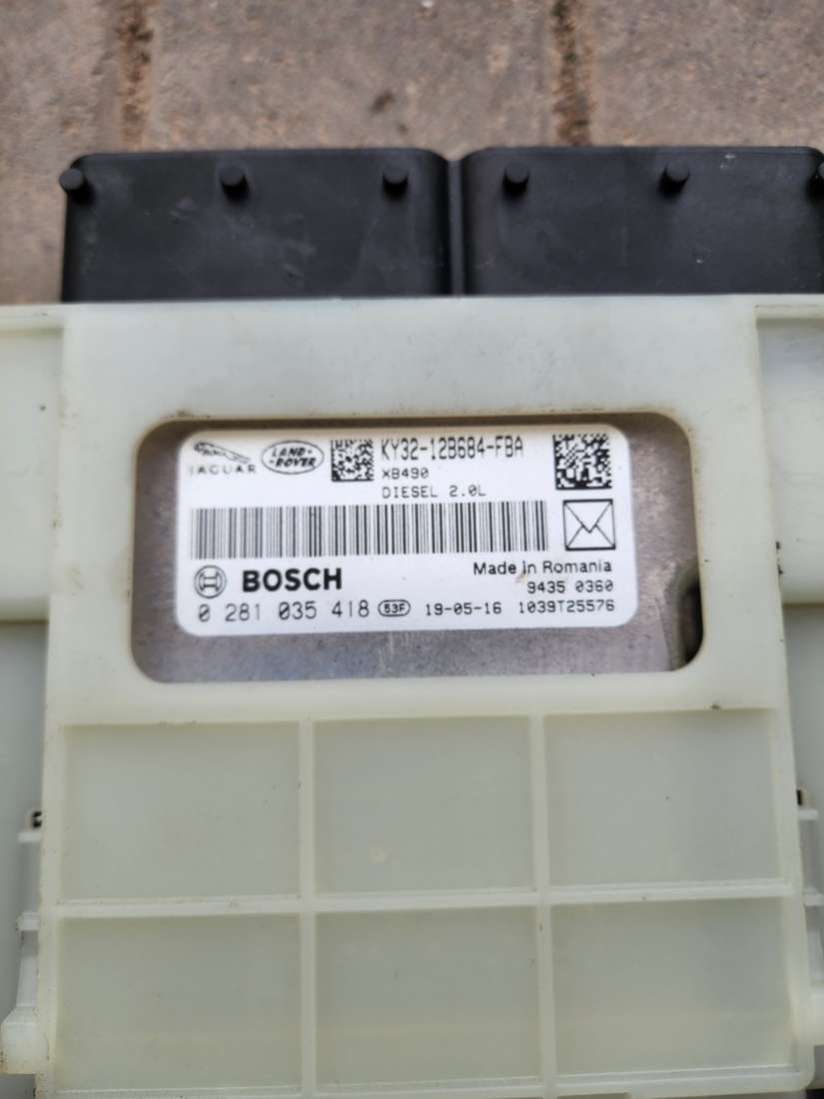 JAGUAR
LAND-
ROVER
KY32-12B684-FBA
XB490
DIESEL 2.0L
BOSCH
Made in Romania
9435 0360
0 281 035 418 53F 19-05-16 1039T25576